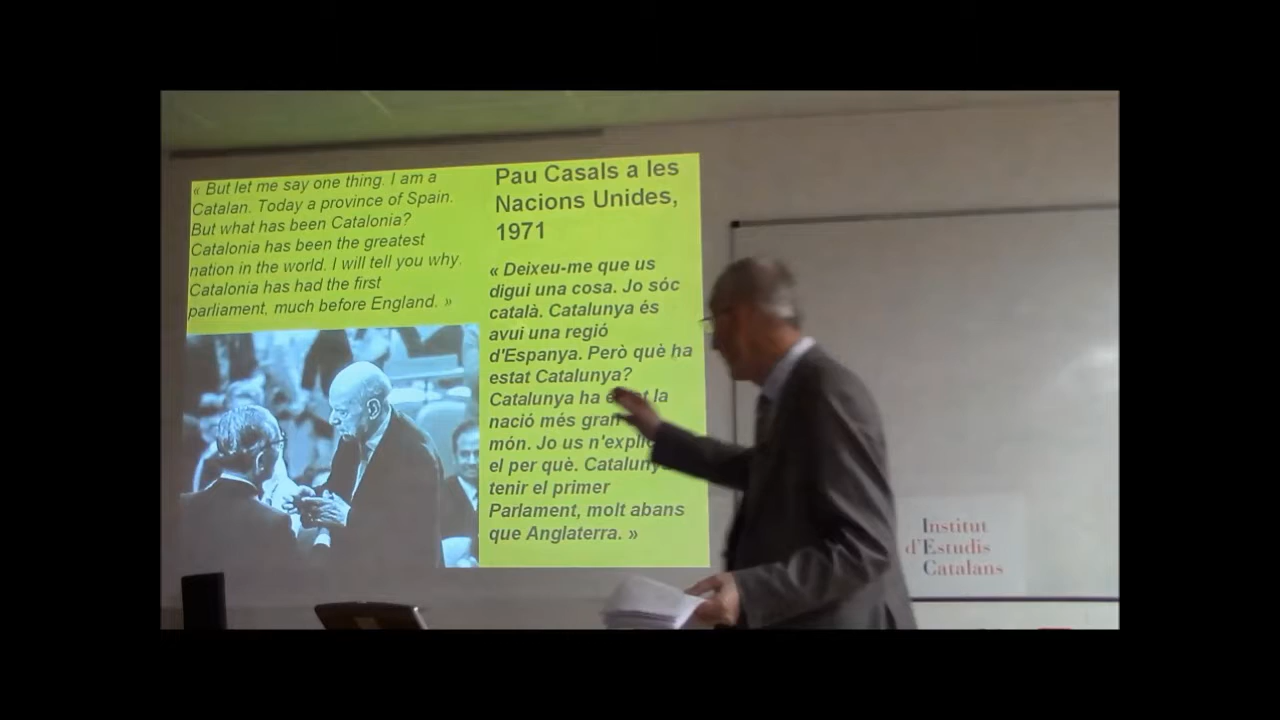 « But let me say one thing. I am a
Catalan. Today a province of Spain.
But what has been Catalonia?
Catalonia has been the greatest
nation in the world. I will tell you why.
Catalonia has had the first
parliament, much before England. »
Pau Casals a les
Nacions Unides,
1971
« Deixeu-me que us
digui una cosa. Jo sóc
català. Catalunya és
avui una regió
d'Espanya. Però què ha
estat Catalunya?
Catalunya ha la
nació més
món. Jo us
el per què.
tenir el primer
Parlament, molt abans
que Anglaterra. »
Institut
d'Estudis
Catalans